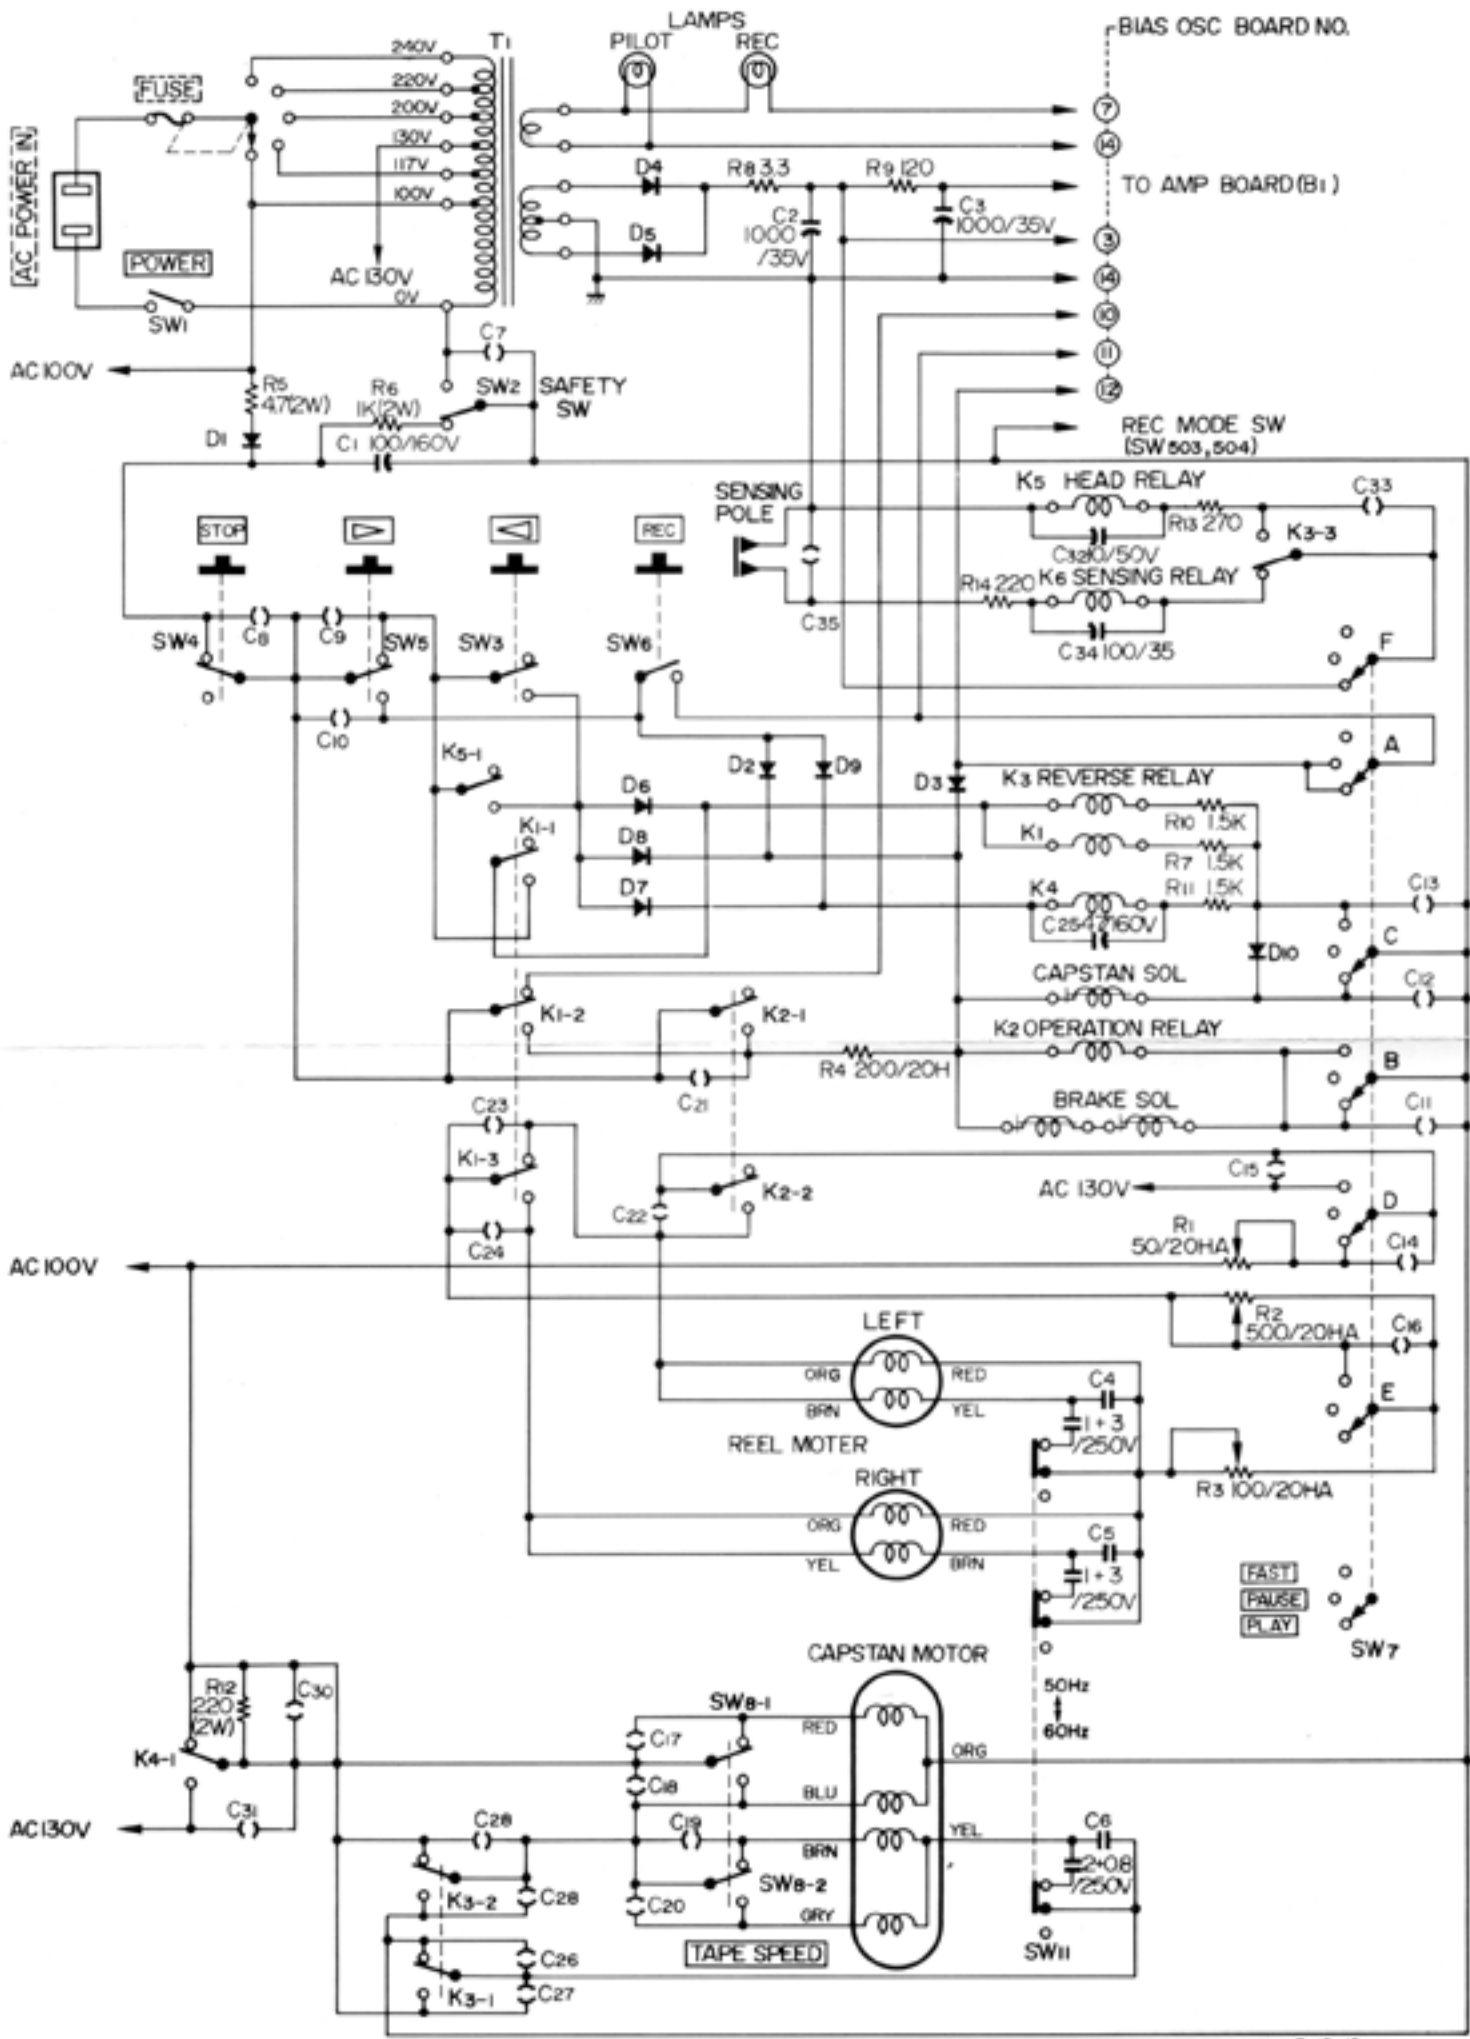 LAMPS
PILOT REC
BIAS OSC BOARD NO.
T1
240V
220V
200V
130V
117V
100V
0V
FUSE
AC POWER IN
POWER
SW1
AC 130V
7
14
D4
D5
R8 3.3
R9 120
C2
1000
/35V
C3
1000/35V
TO AMP BOARD (B1)
3
14
10
11
12
AC 100V
R5
4.7(2W)
D1
R6
1K(2W)
C1 100/160V
C7
SW2
SAFETY
SW
REC MODE SW
(SW 503, 504)
STOP
REC
SENSING
POLE
K5 HEAD RELAY
R13 270
C33
C32 10/50V
K3-3
R14 220
K6 SENSING RELAY
C34 100/35
C35
SW4
C8
C9
SW5
SW3
SW6
F
C10
K5-1
D2
D9
D3
A
K3 REVERSE RELAY
R10 1.5K
D6
K1-1
K1
R7 1.5K
D8
D7
K4
R11 1.5K
C25 4.7/160V
C13
C
D10
CAPSTAN SOL
C12
K1-2
K2-1
K2 OPERATION RELAY
R4 200/20H
B
C21
BRAKE SOL
C11
C23
K1-3
K2-2
C22
C24
C15
AC 130V
D
R1
50/20HA
C14
AC 100V
R2
500/20HA
C16
LEFT
ORG RED
BRN YEL
C4
1+3
/250V
E
REEL MOTER
R3 100/20HA
RIGHT
ORG RED
YEL BRN
C5
1+3
/250V
FAST
PAUSE
PLAY
SW7
CAPSTAN MOTOR
50Hz
60Hz
R12
220
(2W)
C30
K4-1
C31
AC 130V
SW8-1
C17
C18
RED
ORG
BLU
C28
C19
BRN
YEL
C6
2+0.8
/250V
K3-2
C28
C20
SW8-2
GRY
TAPE SPEED
SW11
C26
K3-1
C27